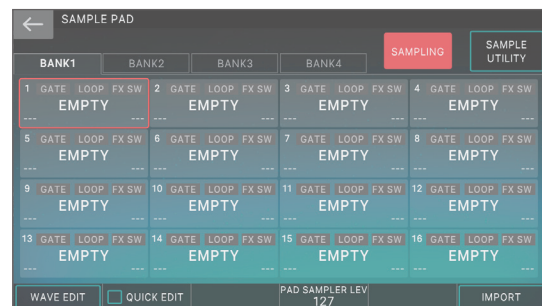 SAMPLE PAD
BANK1 BANK2 BANK3 BANK4 SAMPLING SAMPLE UTILITY
1 GATE LOOP FX SW 2 GATE LOOP FX SW 3 GATE LOOP FX SW 4 GATE LOOP FX SW
EMPTY EMPTY EMPTY EMPTY
--- --- --- --- --- --- --- ---
5 GATE LOOP FX SW 6 GATE LOOP FX SW 7 GATE LOOP FX SW 8 GATE LOOP FX SW
EMPTY EMPTY EMPTY EMPTY
--- --- --- --- --- --- --- ---
9 GATE LOOP FX SW 10 GATE LOOP FX SW 11 GATE LOOP FX SW 12 GATE LOOP FX SW
EMPTY EMPTY EMPTY EMPTY
--- --- --- --- --- --- --- ---
13 GATE LOOP FX SW 14 GATE LOOP FX SW 15 GATE LOOP FX SW 16 GATE LOOP FX SW
EMPTY EMPTY EMPTY EMPTY
--- --- --- --- --- --- --- ---
WAVE EDIT QUICK EDIT PAD SAMPLER LEV IMPORT
127